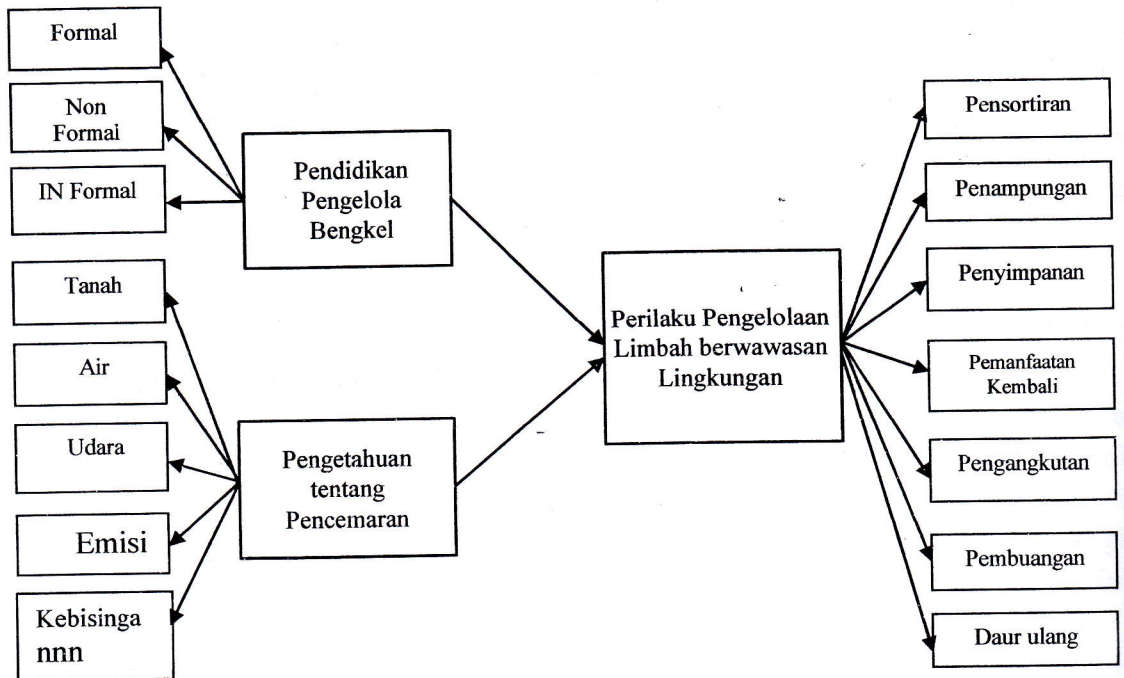 Formal
Non
Formai
IN Formal
Tanah
Air
Udara
Emisi
Kebisinga
nnn
Pendidikan
Pengelola
Bengkel
Pengetahuan
tentang
Pencemaran
Perilaku Pengelolaan
Limbah berwawasan
Lingkungan
Pensortiran
Penampungan
Penyimpanan
Pemanfaatan
Kembali
Pengangkutan
Pembuangan
Daur ulang